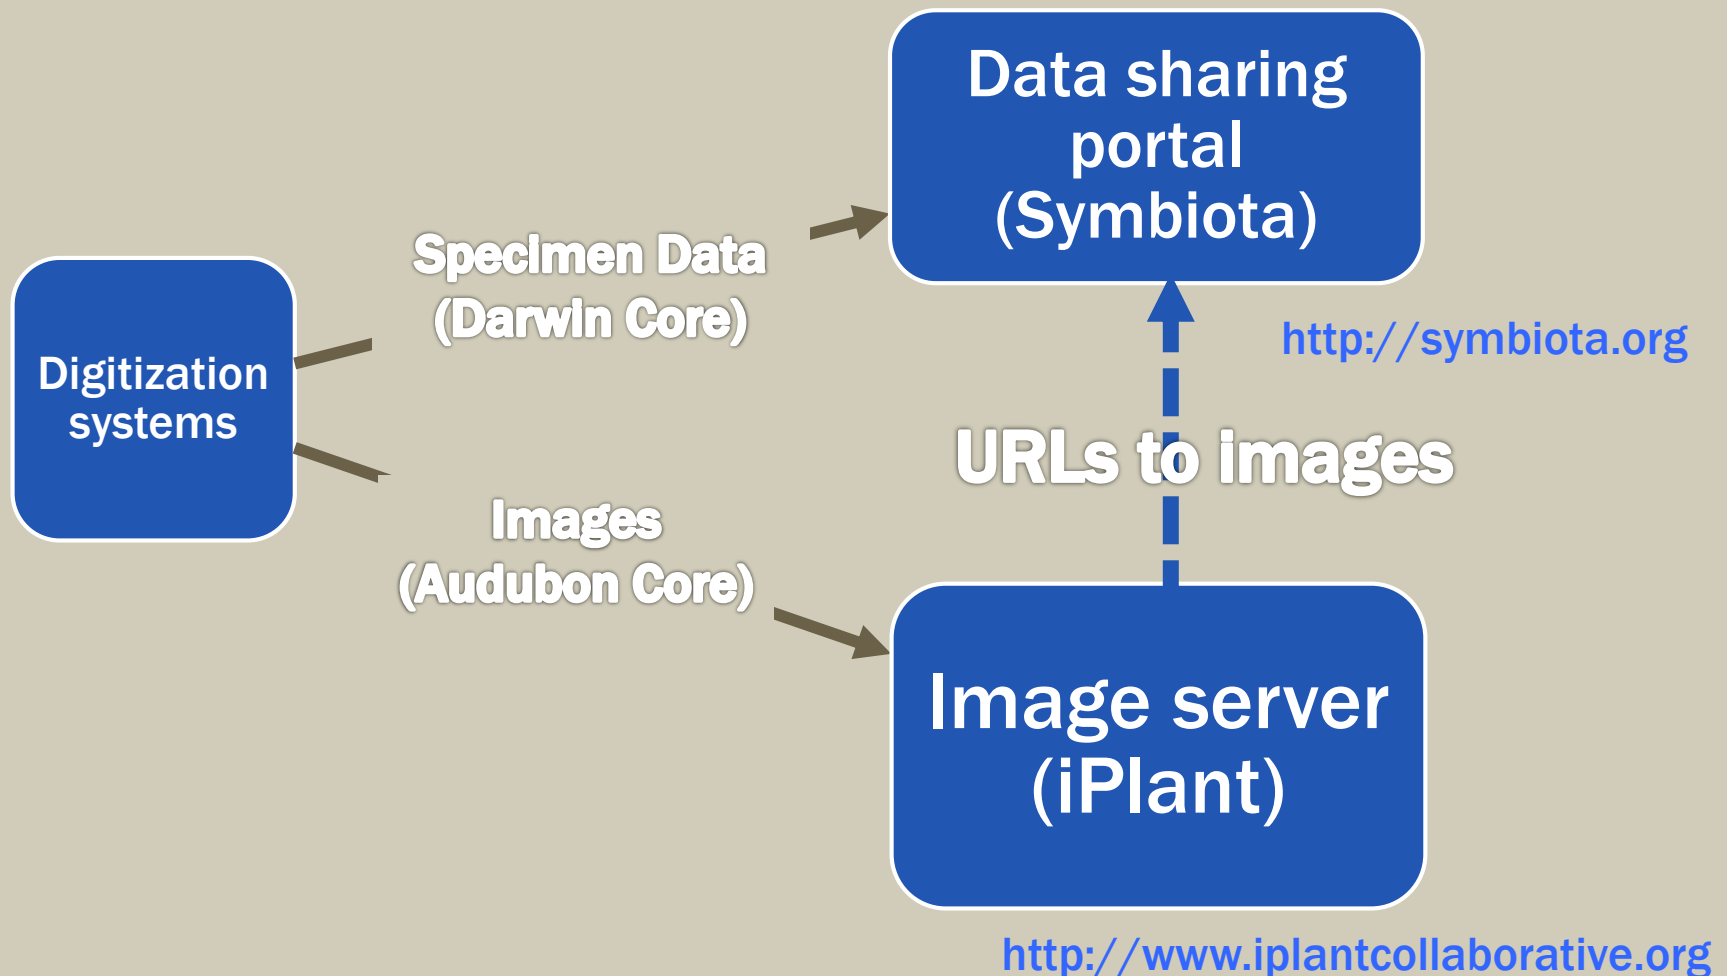 Data sharing
portal
(Symbiota)
Specimen Data
(Darwin Core)
http://symbiota.org
Digitization
systems
URLs to images
Images
(Audubon Core)
Image server
(iPlant)
http://www.iplantcollaborative.org